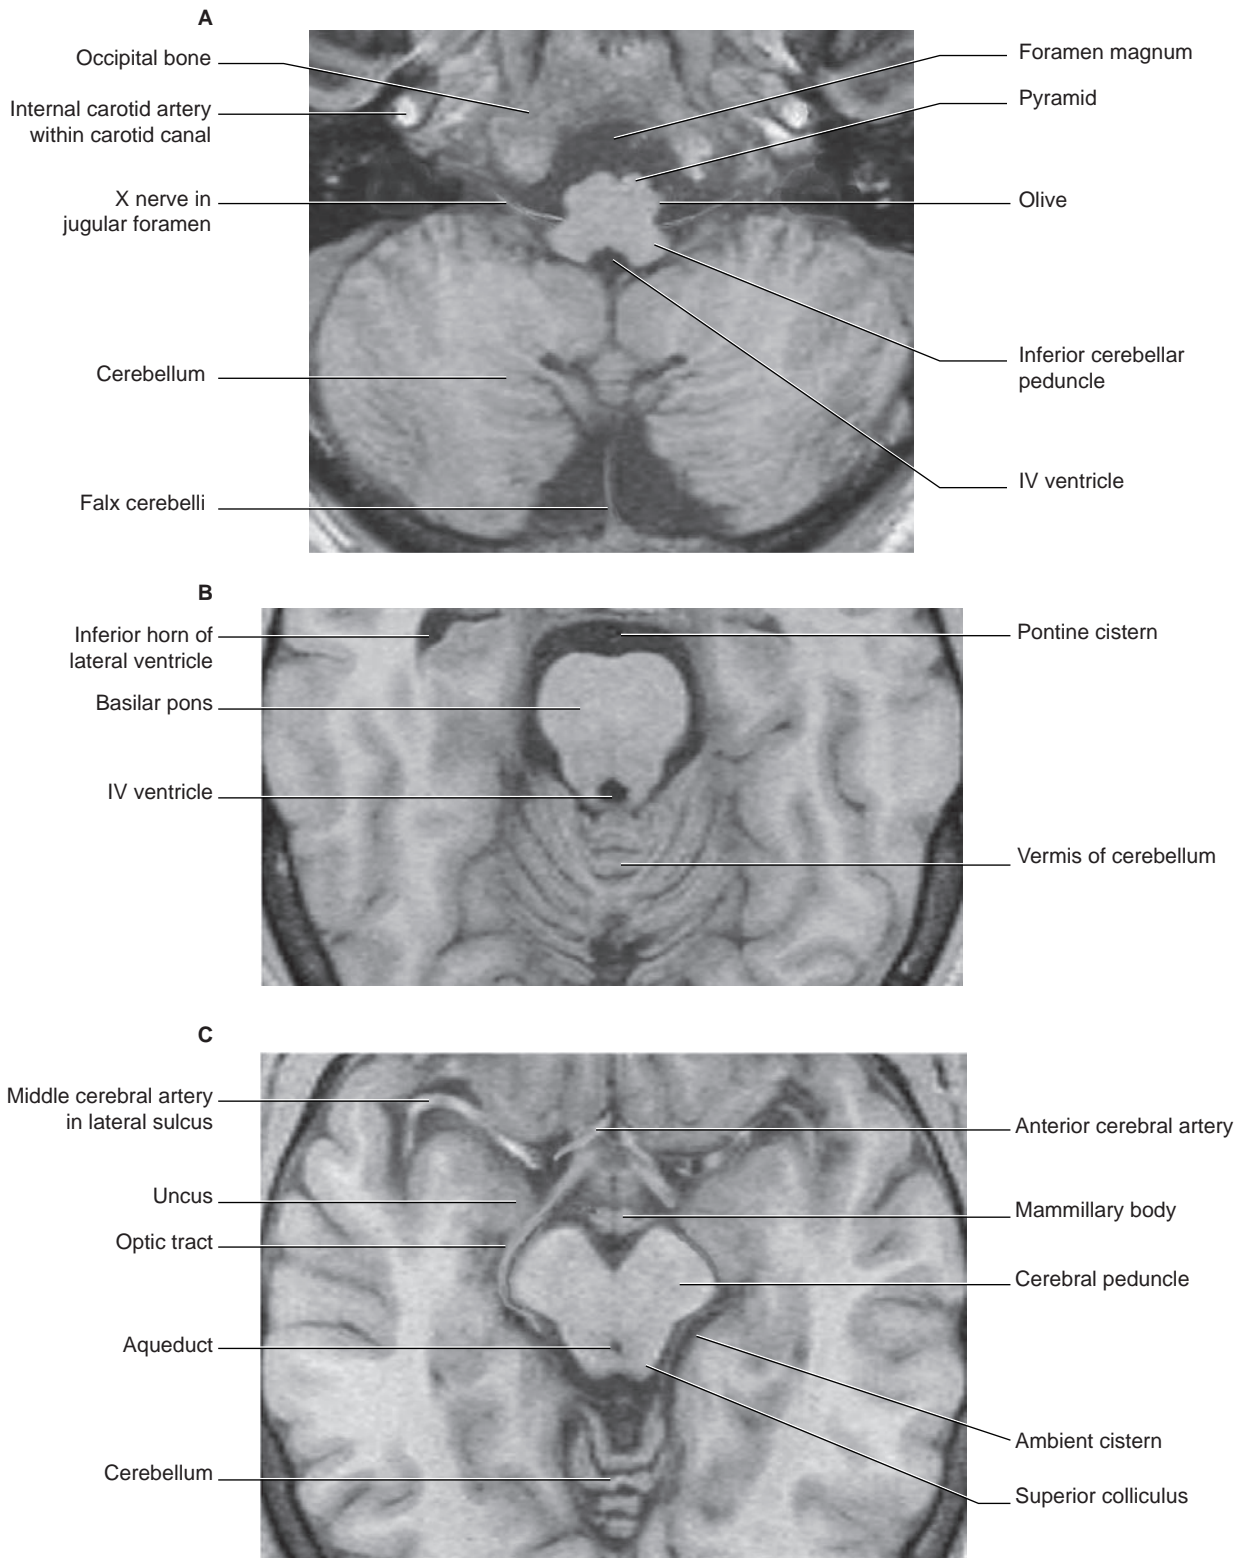 A
Occipital bone
Internal carotid artery
within carotid canal
X nerve in
jugular foramen
Cerebellum
Falx cerebelli
Foramen magnum
Pyramid
Olive
Inferior cerebellar
peduncle
IV ventricle
B
Inferior horn of
lateral ventricle
Basilar pons
IV ventricle
Pontine cistern
Vermis of cerebellum
C
Middle cerebral artery
in lateral sulcus
Uncus
Optic tract
Aqueduct
Cerebellum
Anterior cerebral artery
Mammillary body
Cerebral peduncle
Ambient cistern
Superior colliculus